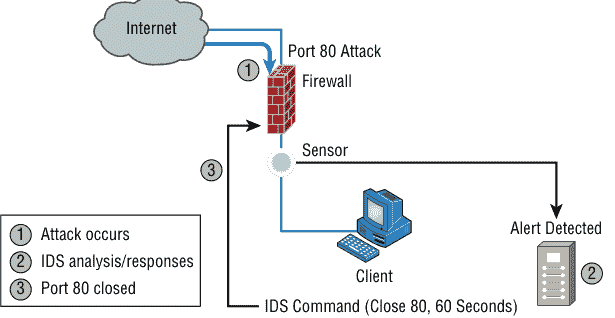 Internet
Port 80 Attack
1
Firewall
Sensor
3
Alert Detected
1 Attack occurs
2 IDS analysis/responses
3 Port 80 closed
Client
2
IDS Command (Close 80, 60 Seconds)